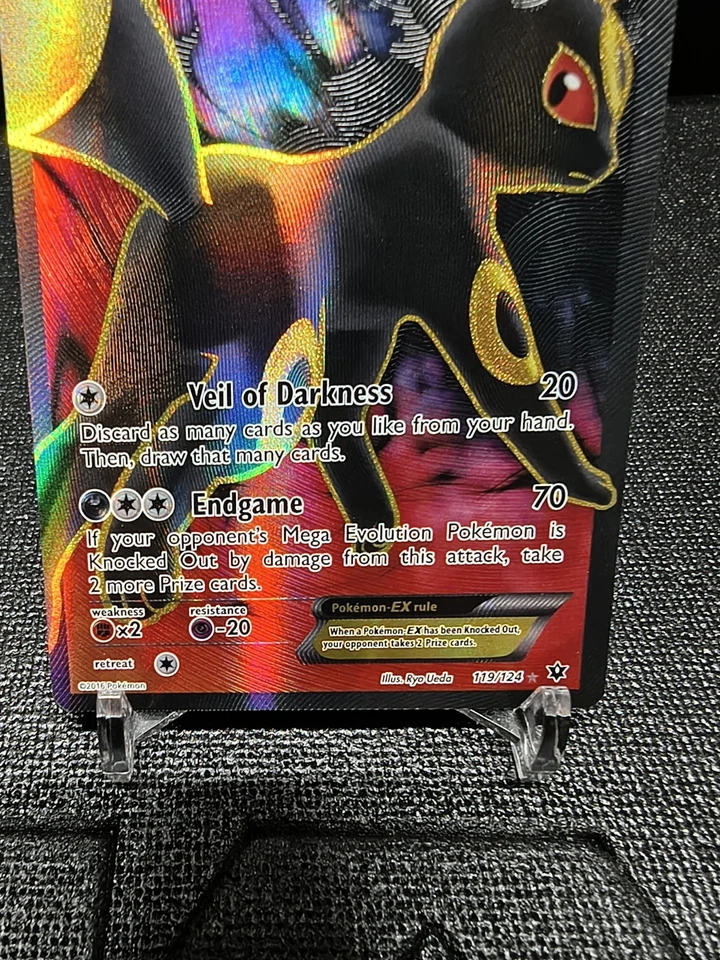 Veil of Darkness 20
Discard as many cards as you like from your hand.
Then, draw that many cards.
Endgame 70
If your opponent's Mega Evolution Pokémon is
Knocked Out by damage from this attack, take
2 more Prize cards.
weakness resistance
×2 -20
Pokémon-EX rule
When a Pokémon-EX has been Knocked Out,
your opponent takes 2 Prize cards.
retreat
©2016 Pokémon
Illus. Ryo Ueda 119/124